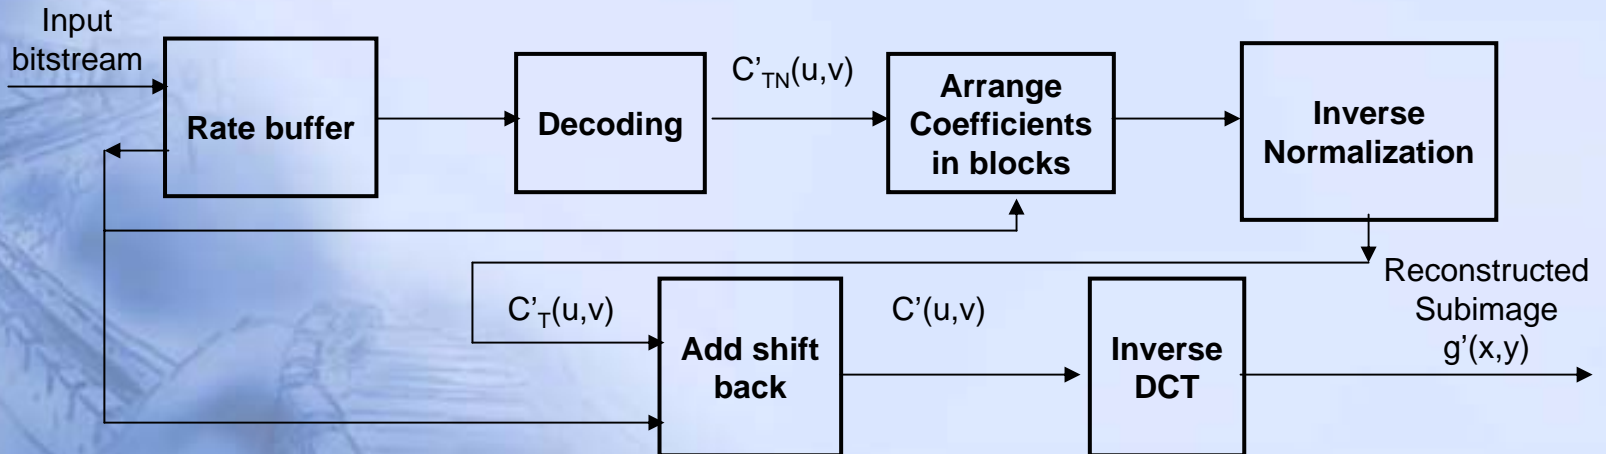 Input
bitstream
Rate buffer
Decoding
C’TN(u,v)
Arrange
Coefficients
in blocks
Inverse
Normalization
C’T(u,v)
Add shift
back
C’(u,v)
Inverse
DCT
Reconstructed
Subimage
g’(x,y)